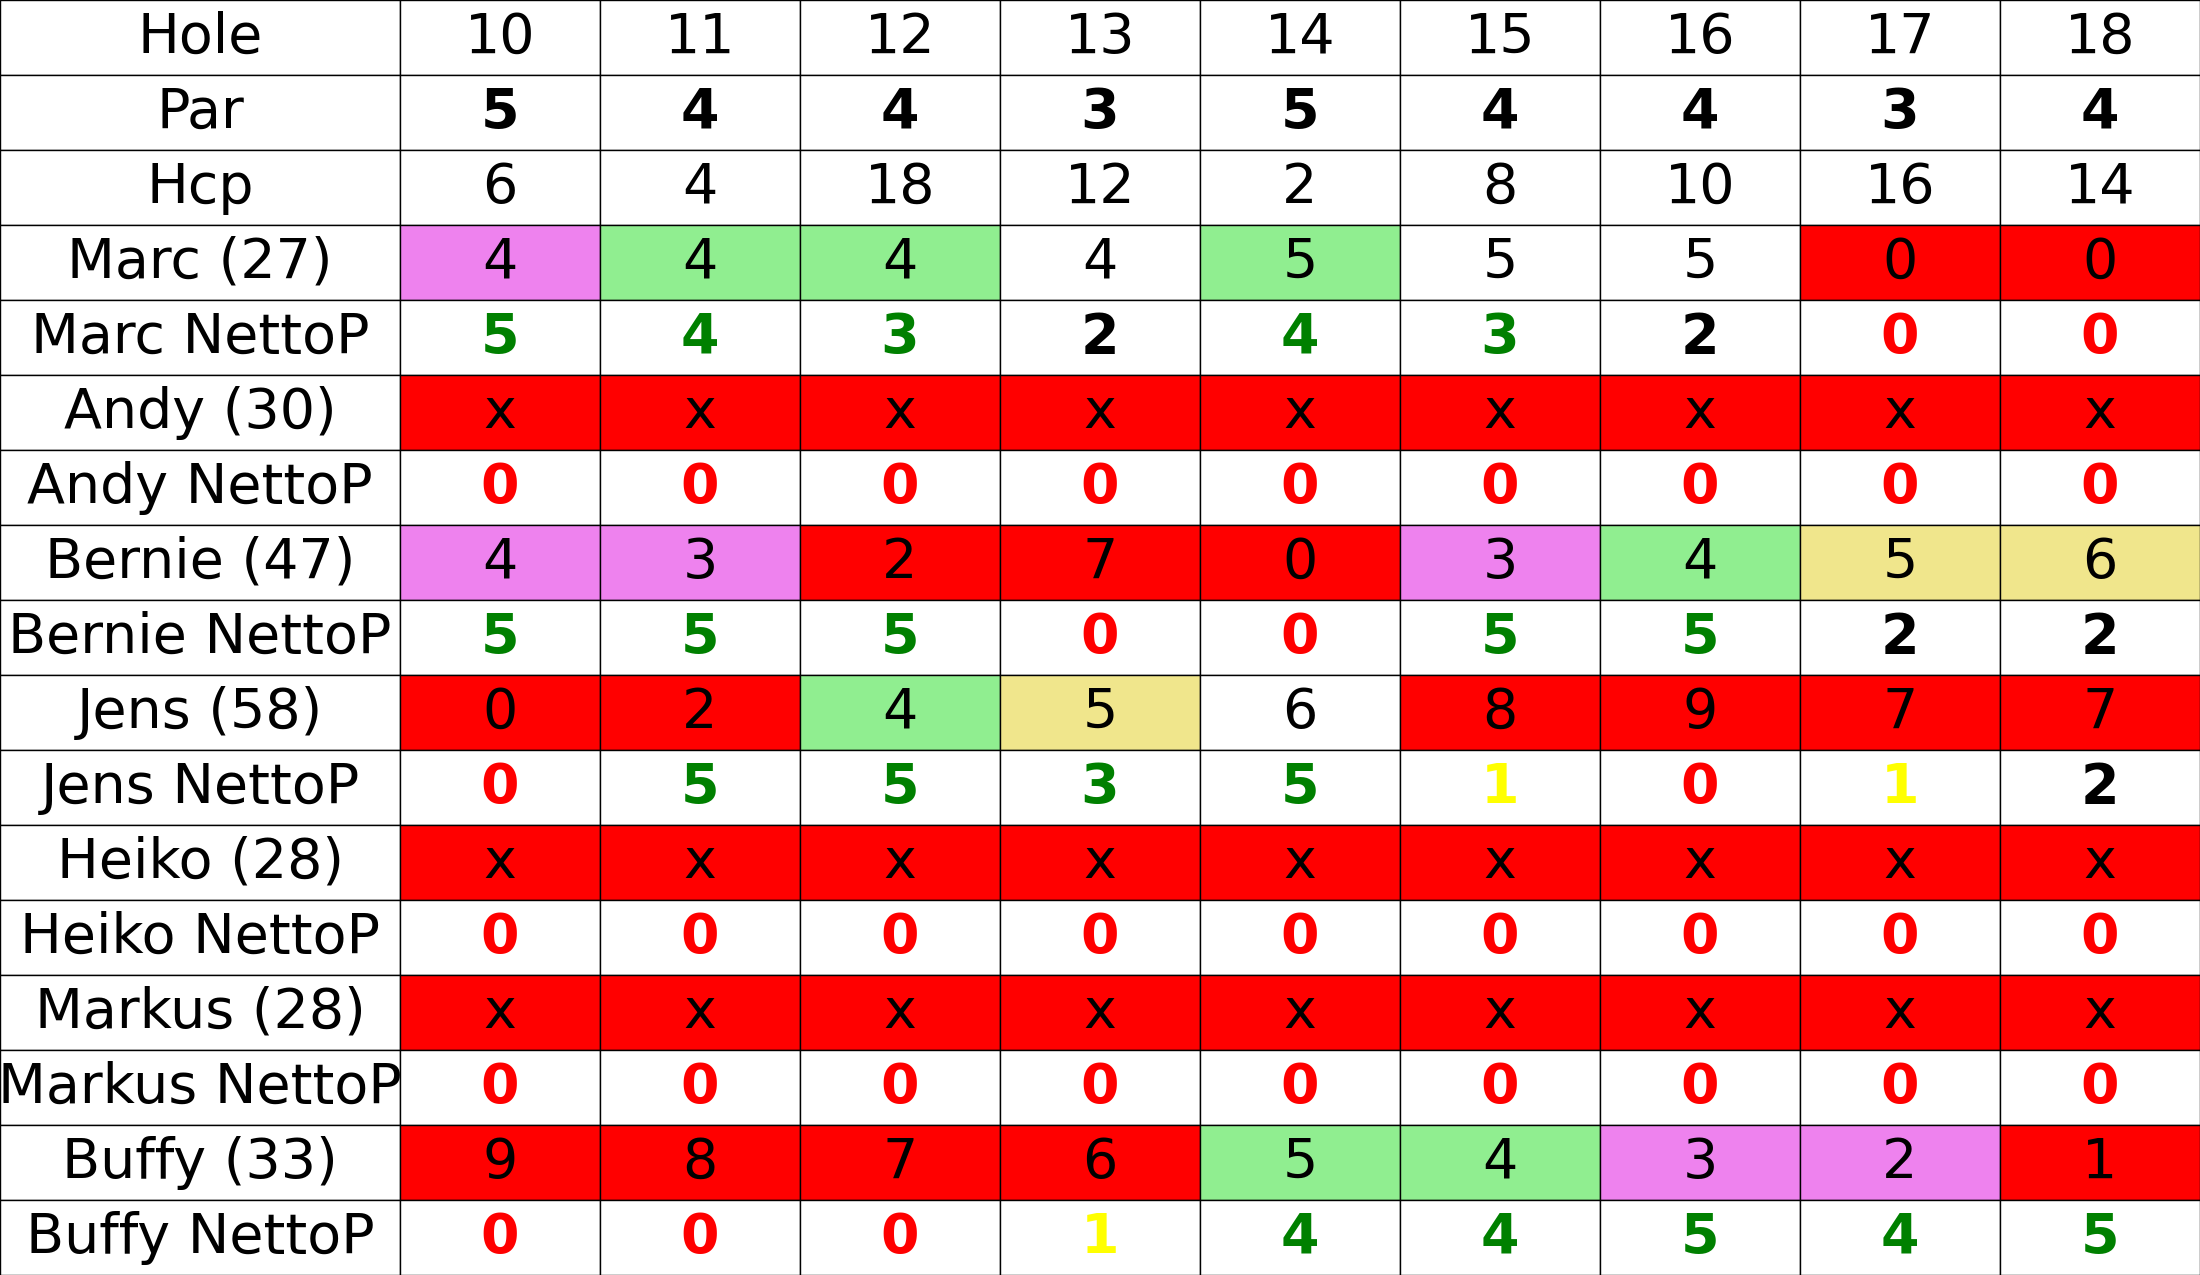 Hole 10 11 12 13 14 15 16 17 18
Par 5 4 4 3 5 4 4 3 4
Hcp 6 4 18 12 2 8 10 16 14
Marc (27) 4 4 4 4 5 5 5 0 0
Marc NettoP 5 4 3 2 4 3 2 0 0
Andy (30) x x x x x x x x x
Andy NettoP 0 0 0 0 0 0 0 0 0
Bernie (47) 4 3 2 7 0 3 4 5 6
Bernie NettoP 5 5 5 0 0 5 5 2 2
Jens (58) 0 2 4 5 6 8 9 7 7
Jens NettoP 0 5 5 3 5 1 0 1 2
Heiko (28) x x x x x x x x x
Heiko NettoP 0 0 0 0 0 0 0 0 0
Markus (28) x x x x x x x x x
Markus NettoP 0 0 0 0 0 0 0 0 0
Buffy (33) 9 8 7 6 5 4 3 2 1
Buffy NettoP 0 0 0 1 4 4 5 4 5